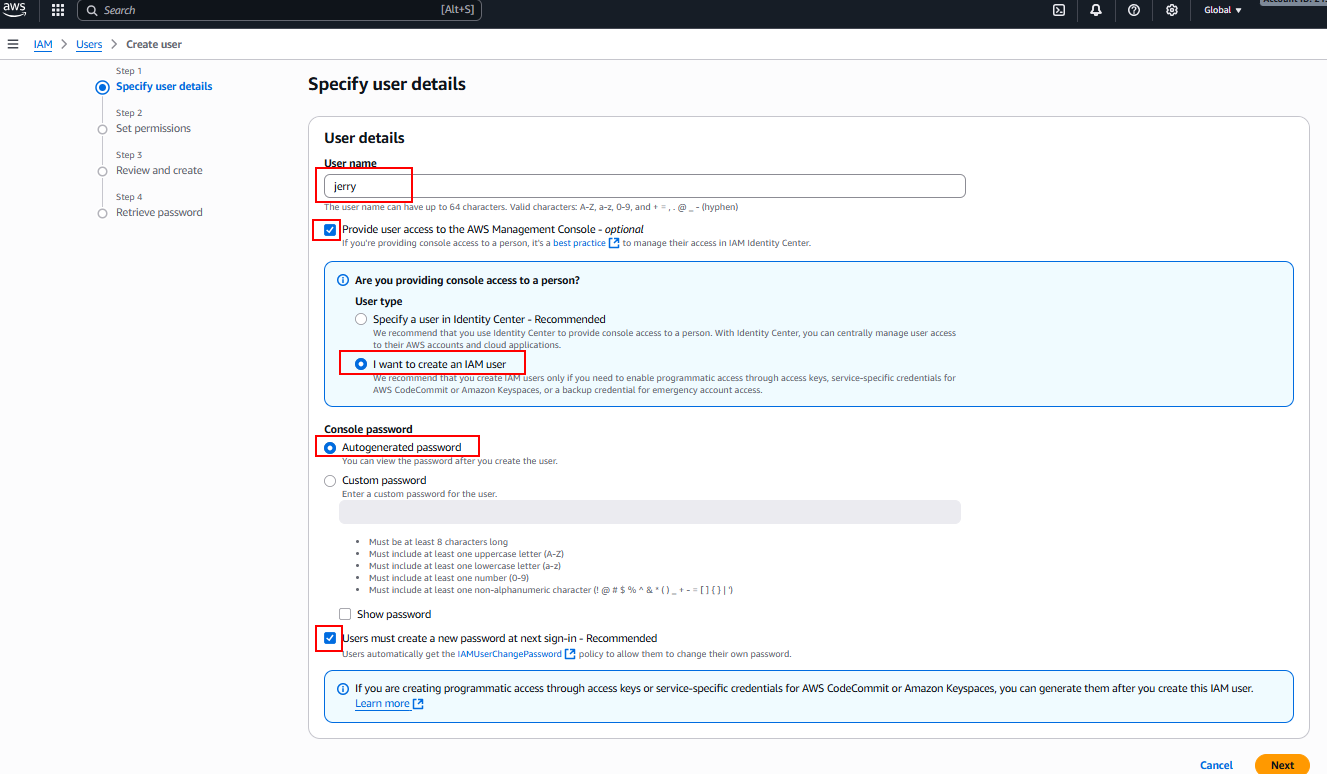 aws
Search
[Alt+S]
Global
IAM
Users
Create user
Step 1
Specify user details
Step 2
Set permissions
Step 3
Review and create
Step 4
Retrieve password
Specify user details
User details
User name
jerry
The user name can have up to 64 characters. Valid characters: A-Z, a-z, 0-9, and + = , . @ _ - (hyphen)
Provide user access to the AWS Management Console - optional
If you're providing console access to a person, it's a best practice to manage their access in IAM Identity Center.
Are you providing console access to a person?
User type
Specify a user in Identity Center - Recommended
We recommend that you use Identity Center to provide console access to a person. With Identity Center, you can centrally manage user access
to their AWS accounts and cloud applications.
I want to create an IAM user
We recommend that you create IAM users only if you need to enable programmatic access through access keys, service-specific credentials for
AWS CodeCommit or Amazon Keyspaces, or a backup credential for emergency account access.
Console password
Autogenerated password
You can view the password after you create the user.
Custom password
Enter a custom password for the user.
• Must be at least 8 characters long
• Must include at least one uppercase letter (A-Z)
• Must include at least one lowercase letter (a-z)
• Must include at least one number (0-9)
• Must include at least one non-alphanumeric character (! @ # $ % ^ & * ( ) _ + - = [ ] { } | ')
Show password
Users must create a new password at next sign-in - Recommended
Users automatically get the IAMUserChangePassword policy to allow them to change their own password.
If you are creating programmatic access through access keys or service-specific credentials for AWS CodeCommit or Amazon Keyspaces, you can generate them after you create this IAM user.
Learn more
Cancel
Next